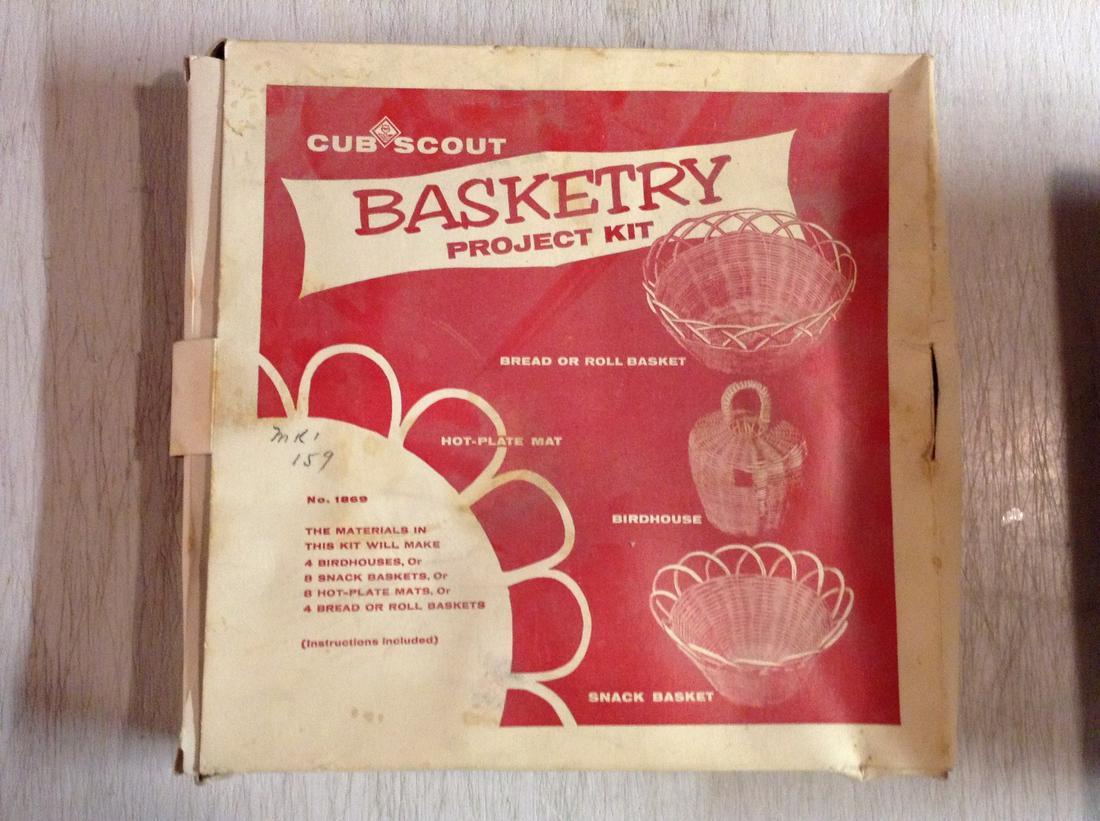 CUB SCOUT
BASKETRY
PROJECT KIT
BREAD OR ROLL BASKET
HOT-PLATE MAT
BIRDHOUSE
SNACK BASKET
159
No. 1869
THE MATERIALS IN
THIS KIT WILL MAKE
4 BIRDHOUSES, Or
8 SNACK BASKETS, Or
8 HOT-PLATE MATS, Or
4 BREAD OR ROLL BASKETS
(Instructions included)